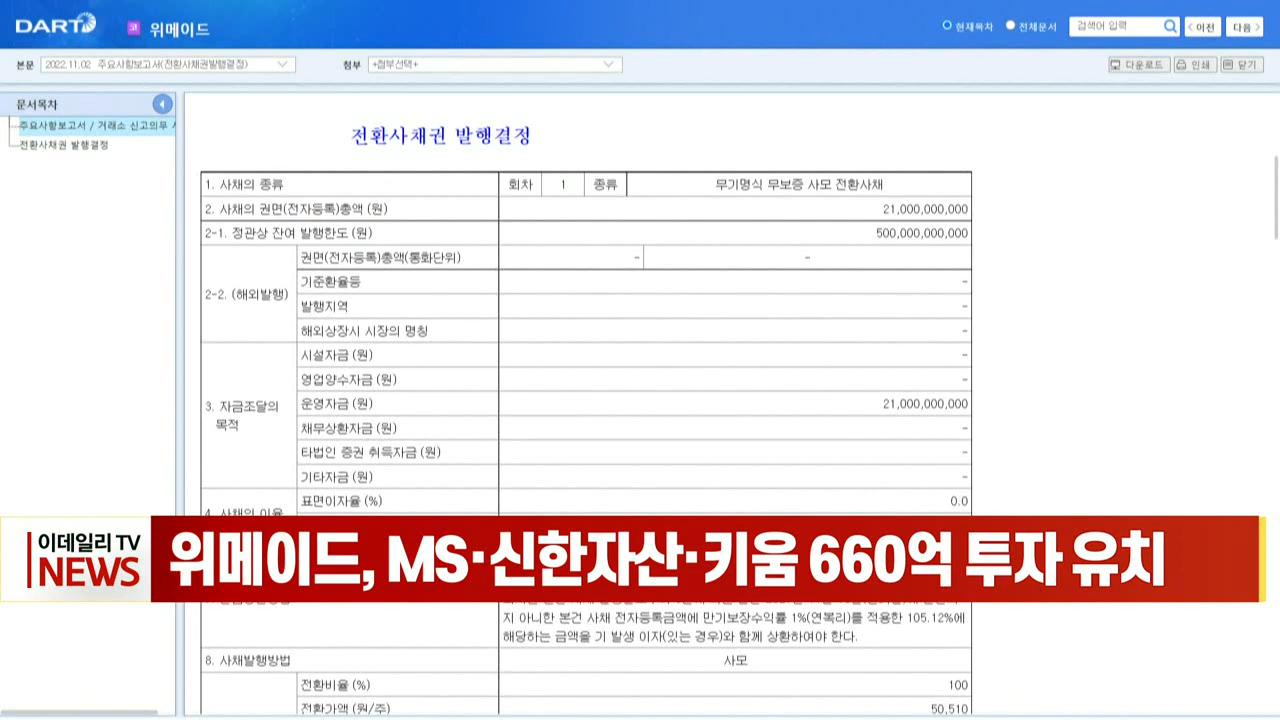 DART 코 위메이드 현재목차 전체문서 검색어 입력 <이전 다음>
본문 2022.11.02 주요사항보고서(전환사채권발행결정) 첨부 +첨부선택+ 다운로드 인쇄 닫기
문서목차
주요사항보고서 / 거래소 신고의무 사
전환사채권 발행결정
전환사채권 발행결정
1. 사채의 종류 회차 1 종류 무기명식 무보증 사모 전환사채
2. 사채의 권면(전자등록)총액 (원) 21,000,000,000
2-1. 정관상 잔여 발행한도 (원) 500,000,000,000
2-2. (해외발행) 권면(전자등록)총액(통화단위) - -
기준환율등 -
발행지역 -
해외상장시 시장의 명칭 -
3. 자금조달의 목적 시설자금 (원) -
영업양수자금 (원) -
운영자금 (원) 21,000,000,000
채무상환자금 (원) -
타법인 증권 취득자금 (원) -
기타자금 (원) -
4. 사채의 이율 표면이자율 (%) 0.0
이데일리 TV
NEWS
위메이드, MS·신한자산·키움 660억 투자 유치
지 아니한 본건 사채 전자등록금액에 만기보장수익률 1%(연복리)를 적용한 105.12%에
해당하는 금액을 기 발생 이자(있는 경우)와 함께 상환하여야 한다.
8. 사채발행방법 사모
전환비율 (%) 100
전환가액 (원/주) 50,510